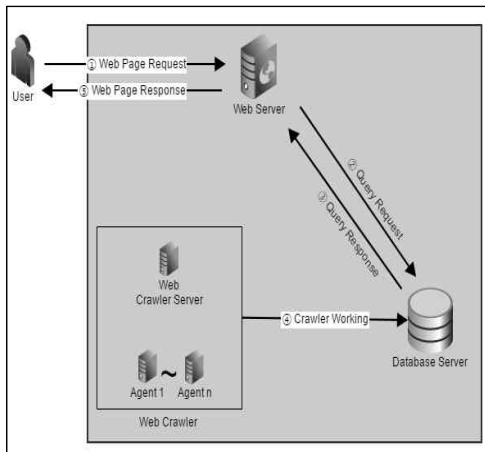 ① Web Page Request
⑤ Web Page Response
User
Web Server
② Query Request
③ Query Response
Web
Crawler Server
④ Crawler Working
Database Server
Agent 1 ~ Agent n
Web Crawler